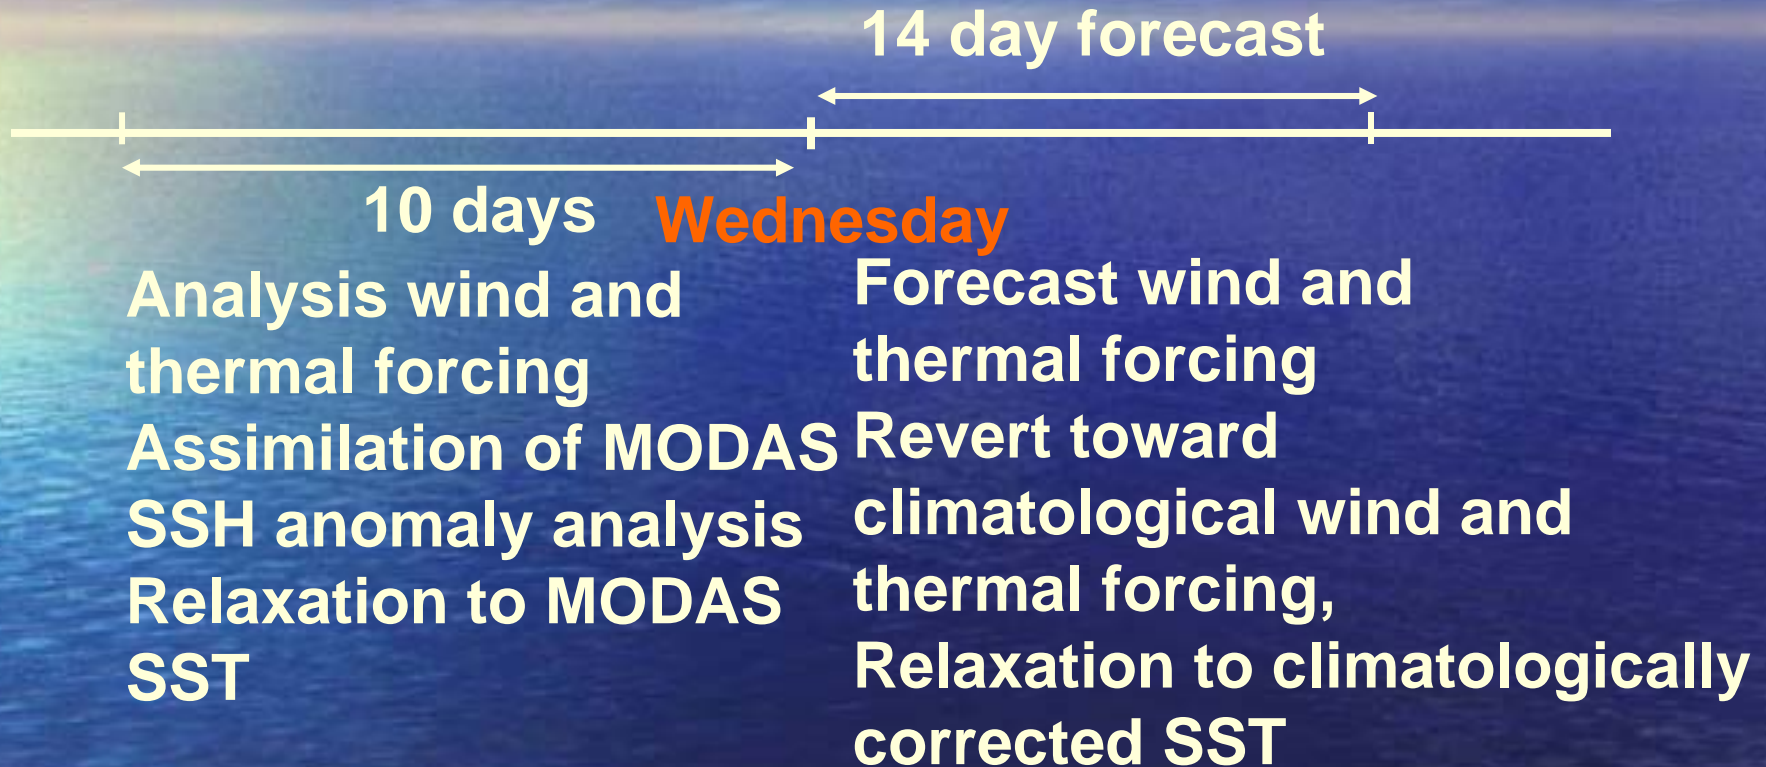 14 day forecast
10 days
Wednesday
Analysis wind and
thermal forcing
Assimilation of MODAS
SSH anomaly analysis
Relaxation to MODAS
SST
Forecast wind and
thermal forcing
Revert toward
climatological wind and
thermal forcing,
Relaxation to climatologically
corrected SST